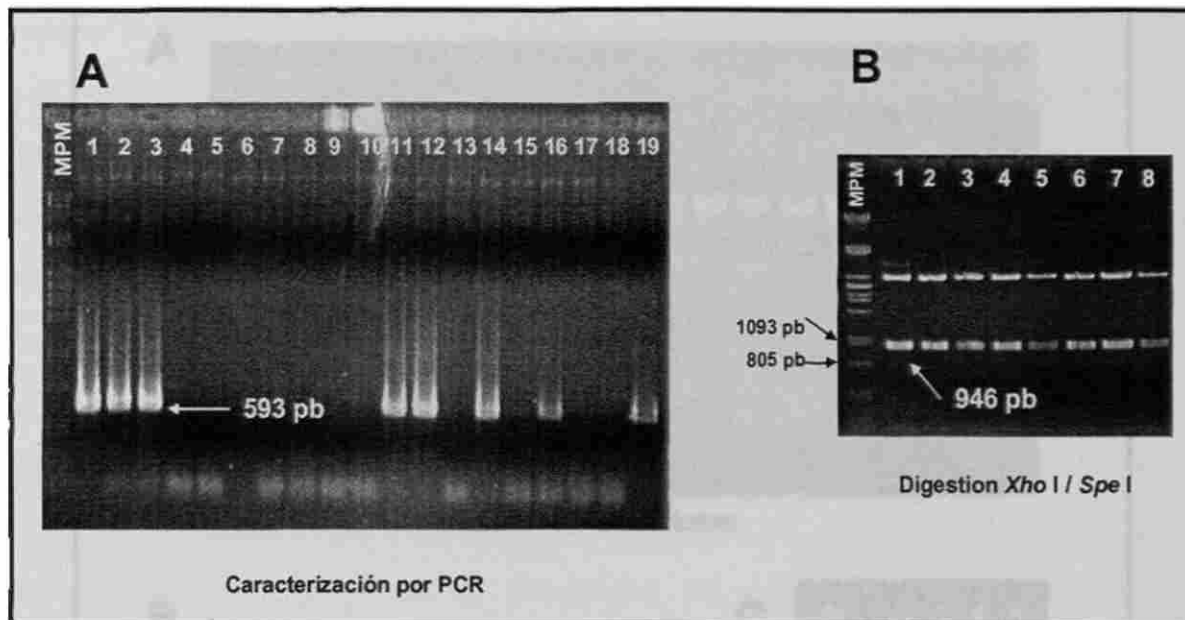 A
MPM 1 2 3 4 5 6 7 8 9 10 11 12 13 14 15 16 17 18 19
593 pb
Caracterización por PCR
B
MPM 1 2 3 4 5 6 7 8
1093 pb
805 pb
946 pb
Digestion Xho I / Spe I